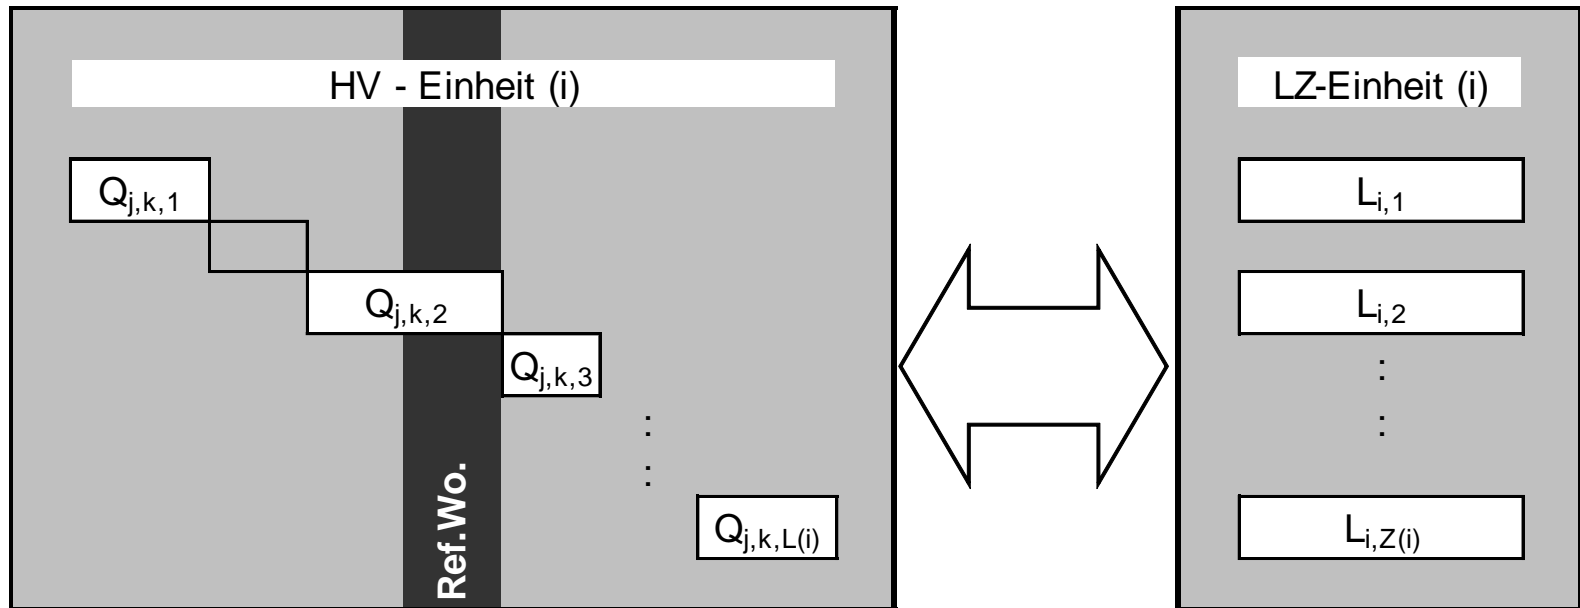 HV - Einheit (i)
Q j,k,1
Q j,k,2
Q j,k,3
:
:
Q j,k,L(i)
Ref.Wo.
LZ-Einheit (i)
L i,1
L i,2
:
:
L i,Z(i)